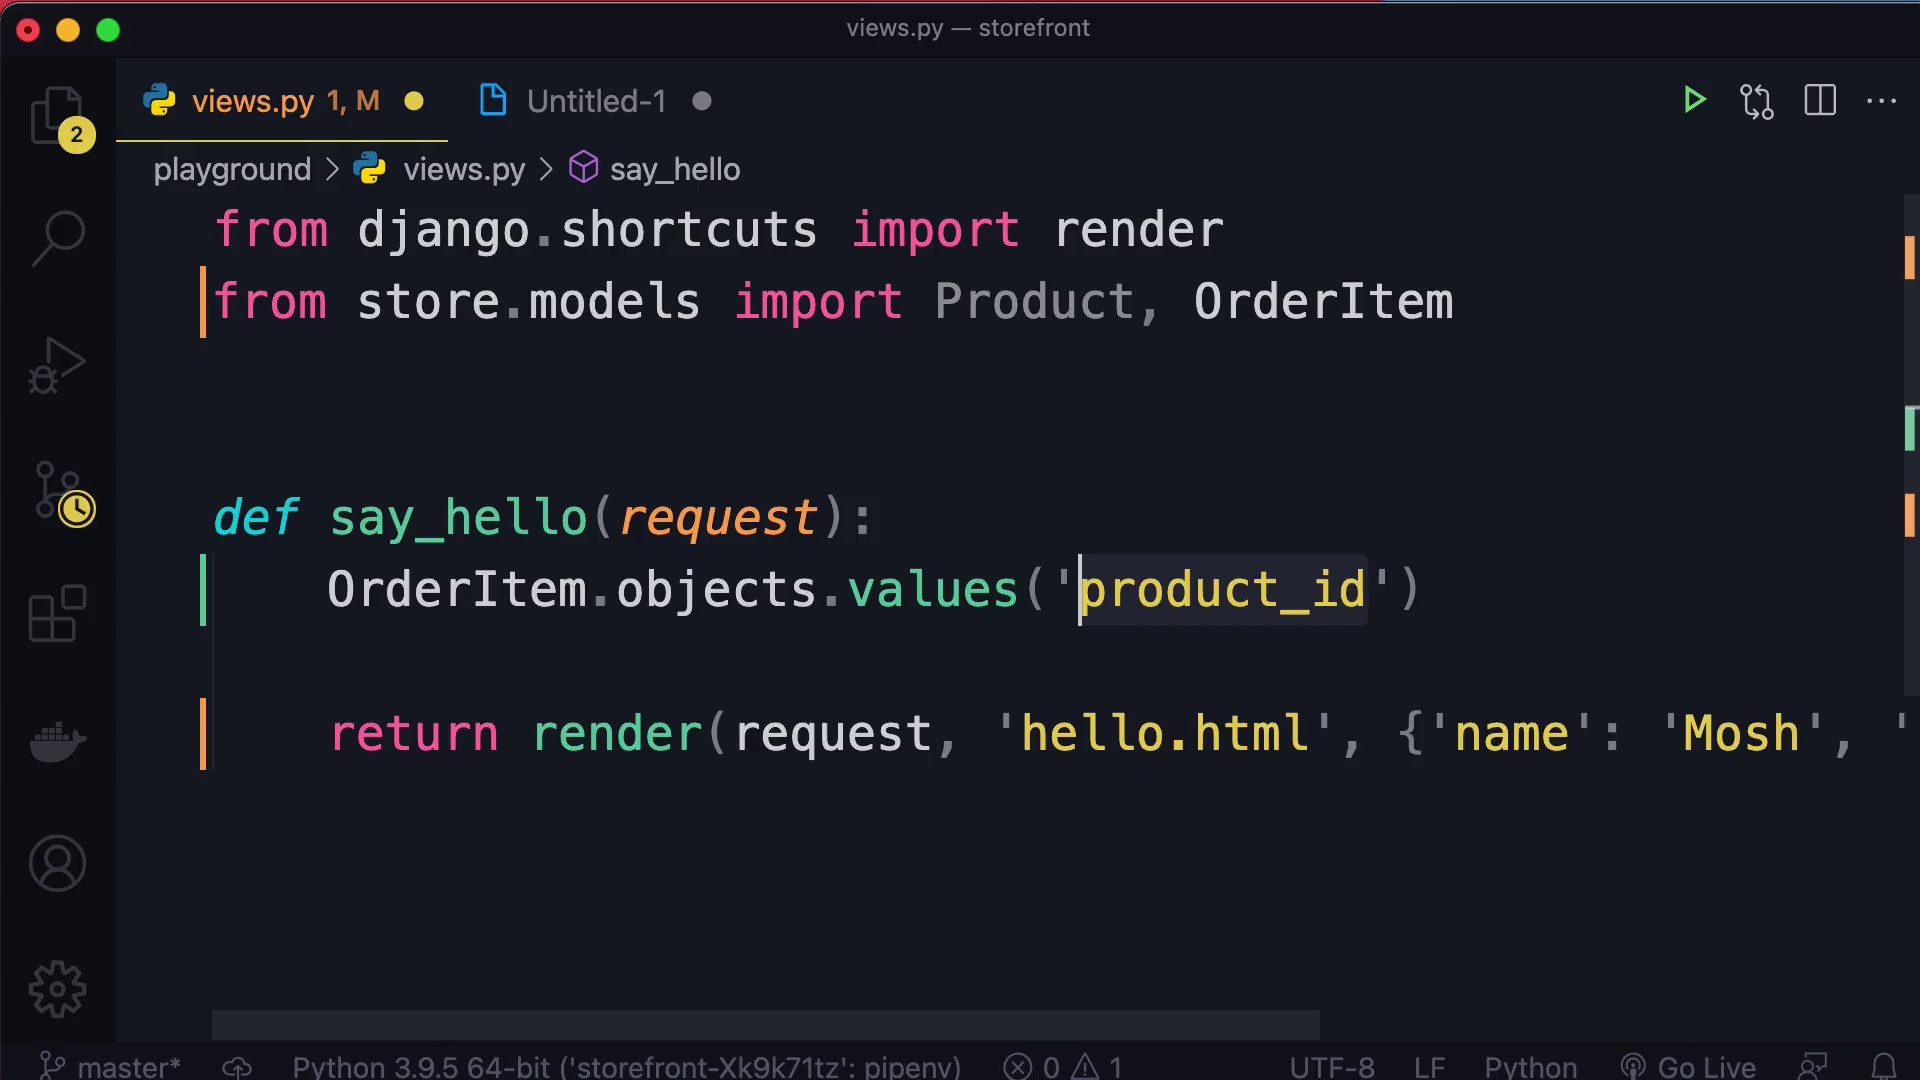 views.py — storefront
views.py 1, M
Untitled-1
2
playground > views.py > say_hello
from django.shortcuts import render
from store.models import Product, OrderItem
def say_hello(request):
OrderItem.objects.values('product_id')
return render(request, 'hello.html', {'name': 'Mosh', '
master* Python 3.9.5 64-bit ('storefront-Xk9k71tz': pipenv) 0 1 UTF-8 LF Python Go Live